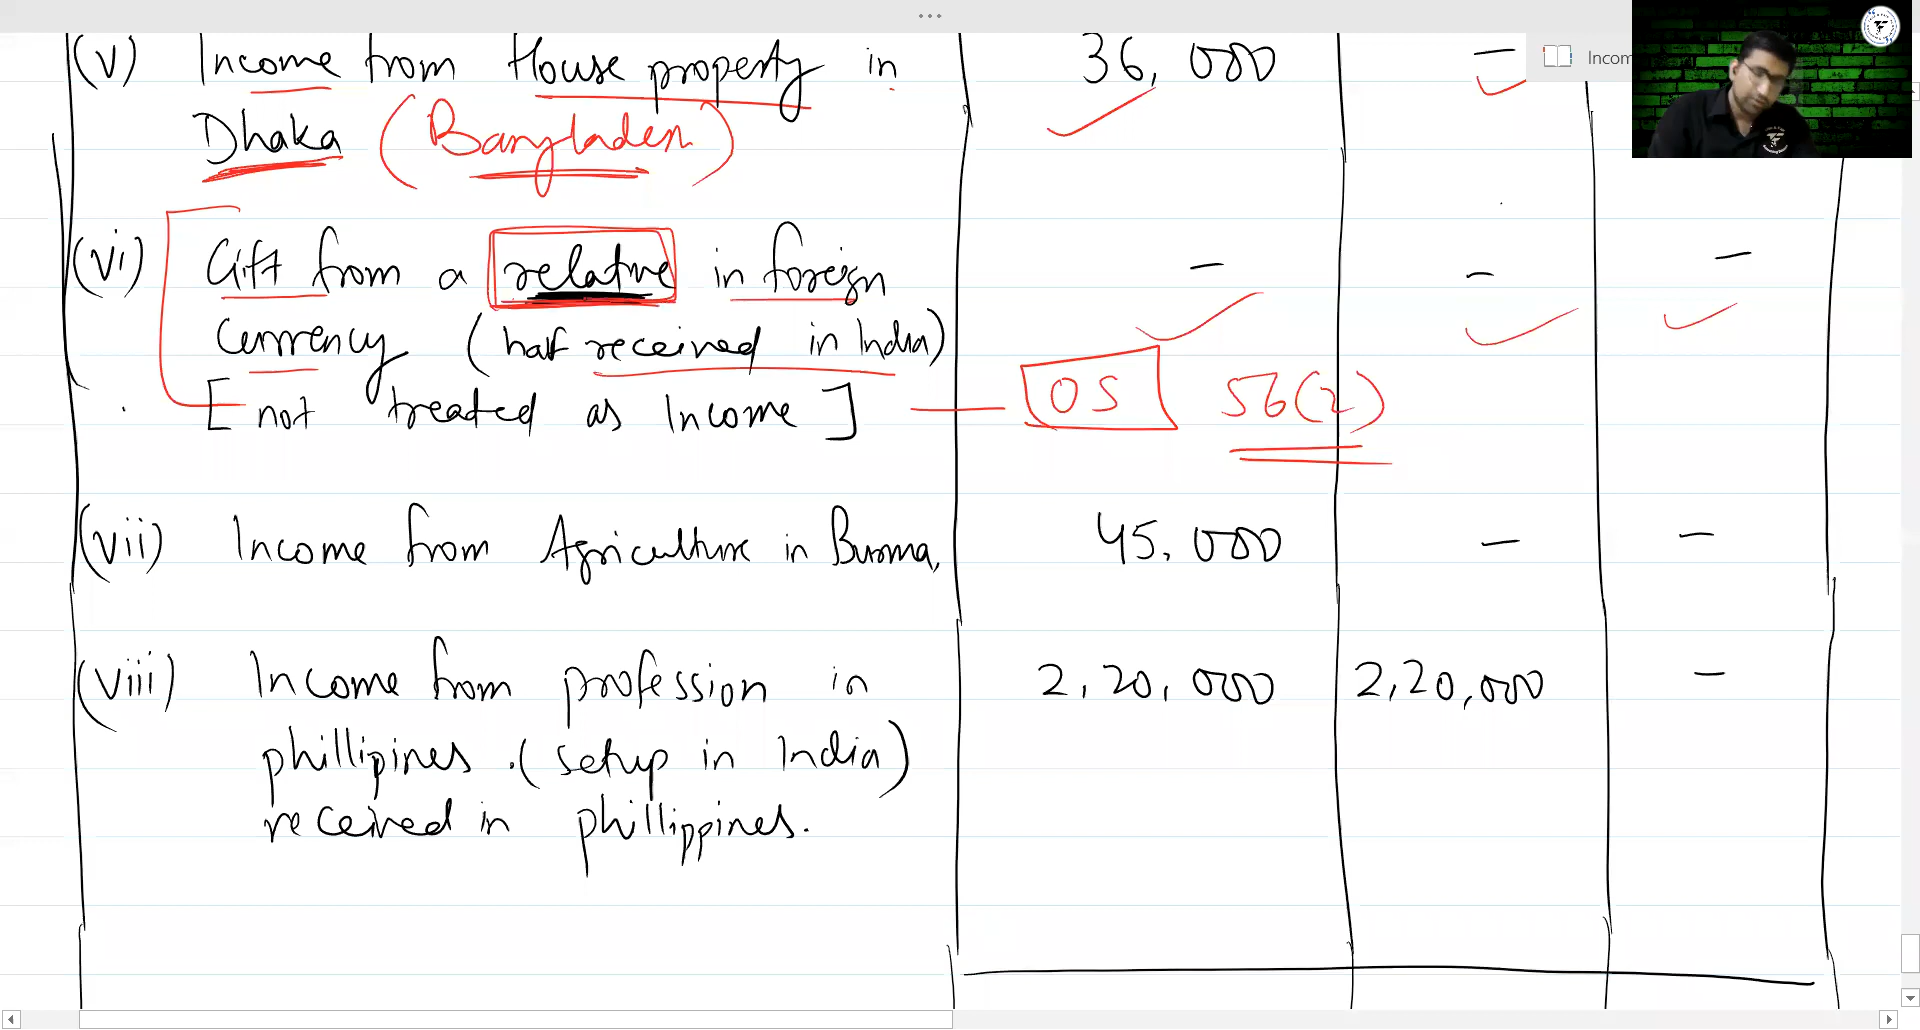 (v) Income from House property in 36,000 –
Incom
Dhaka (Bangladesh)
(vi) Gift from a relative in foreign – – –
Currency (half received in India)
[not treated as Income] OS 56(2)
(vii) Income from Agriculture in Burma, 45,000 – –
(viii) Income from profession in 2,20,000 2,20,000 –
phillipines. (setup in India)
received in phillippines.